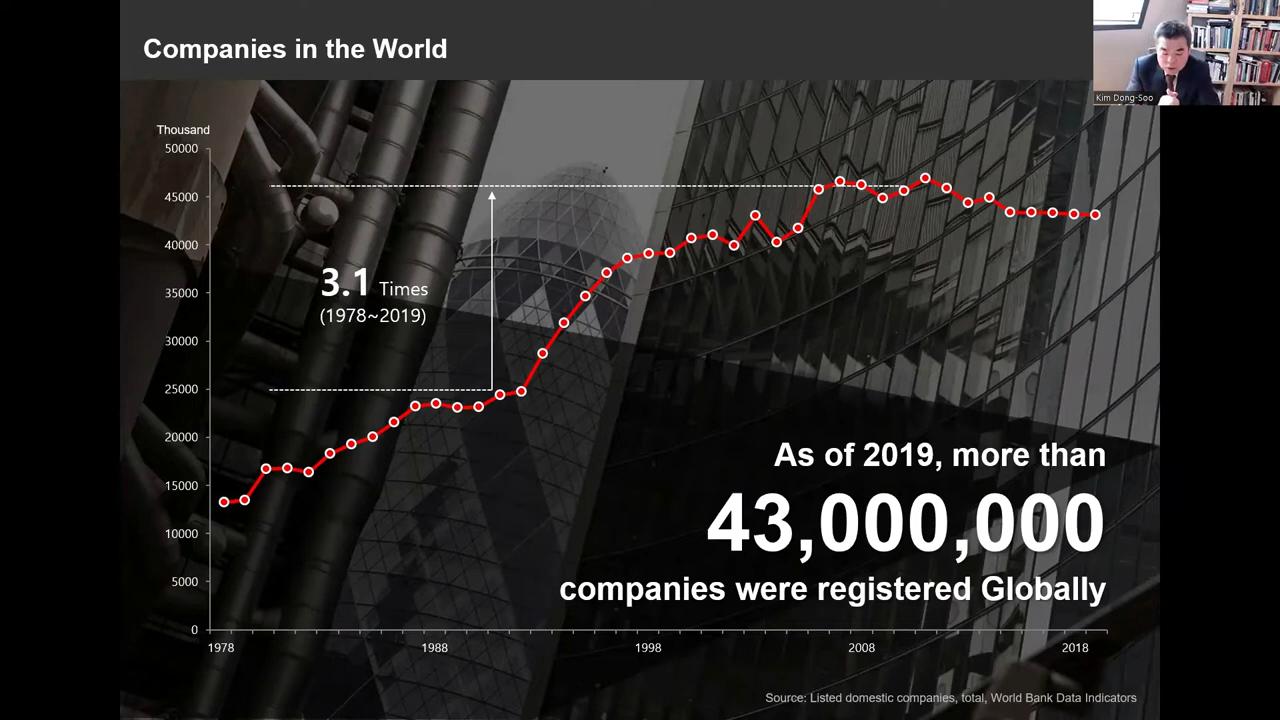 Companies in the World
Kim Dong-Soo
Thousand
50000
45000
40000
35000
30000
25000
20000
15000
10000
5000
0
3.1 Times
(1978~2019)
As of 2019, more than
43,000,000
companies were registered Globally
1978 1988 1998 2008 2018
Source: Listed domestic companies, total, World Bank Data Indicators